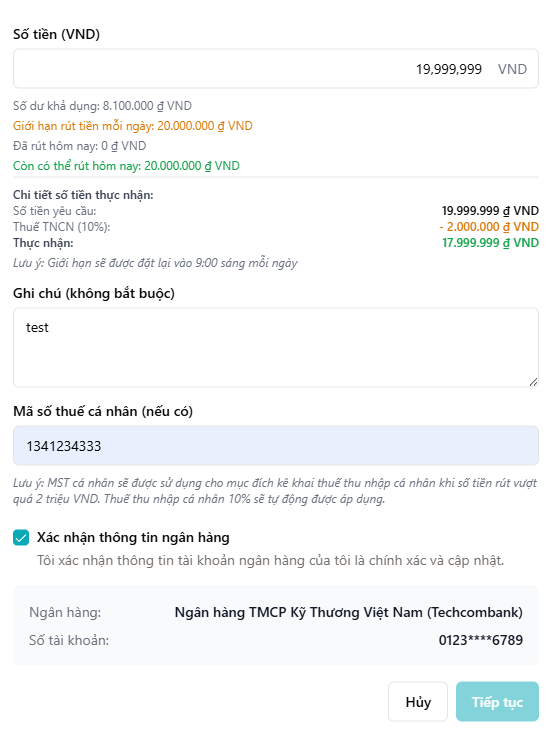 Số tiền (VND)
19,999,999 VND
Số dư khả dụng: 8.100.000 ₫ VND
Giới hạn rút tiền mỗi ngày: 20.000.000 ₫ VND
Đã rút hôm nay: 0 ₫ VND
Còn có thể rút hôm nay: 20.000.000 ₫ VND
Chi tiết số tiền thực nhận:
Số tiền yêu cầu: 19.999.999 ₫ VND
Thuế TNCN (10%): - 2.000.000 ₫ VND
Thực nhận: 17.999.999 ₫ VND
Lưu ý: Giới hạn sẽ được đặt lại vào 9:00 sáng mỗi ngày
Ghi chú (không bắt buộc)
test
Mã số thuế cá nhân (nếu có)
1341234333
Lưu ý: MST cá nhân sẽ được sử dụng cho mục đích kê khai thuế thu nhập cá nhân khi số tiền rút vượt
quá 2 triệu VND. Thuế thu nhập cá nhân 10% sẽ tự động được áp dụng.
Xác nhận thông tin ngân hàng
Tôi xác nhận thông tin tài khoản ngân hàng của tôi là chính xác và cập nhật.
Ngân hàng: Ngân hàng TMCP Kỹ Thương Việt Nam (Techcombank)
Số tài khoản: 0123****6789
Hủy Tiếp tục